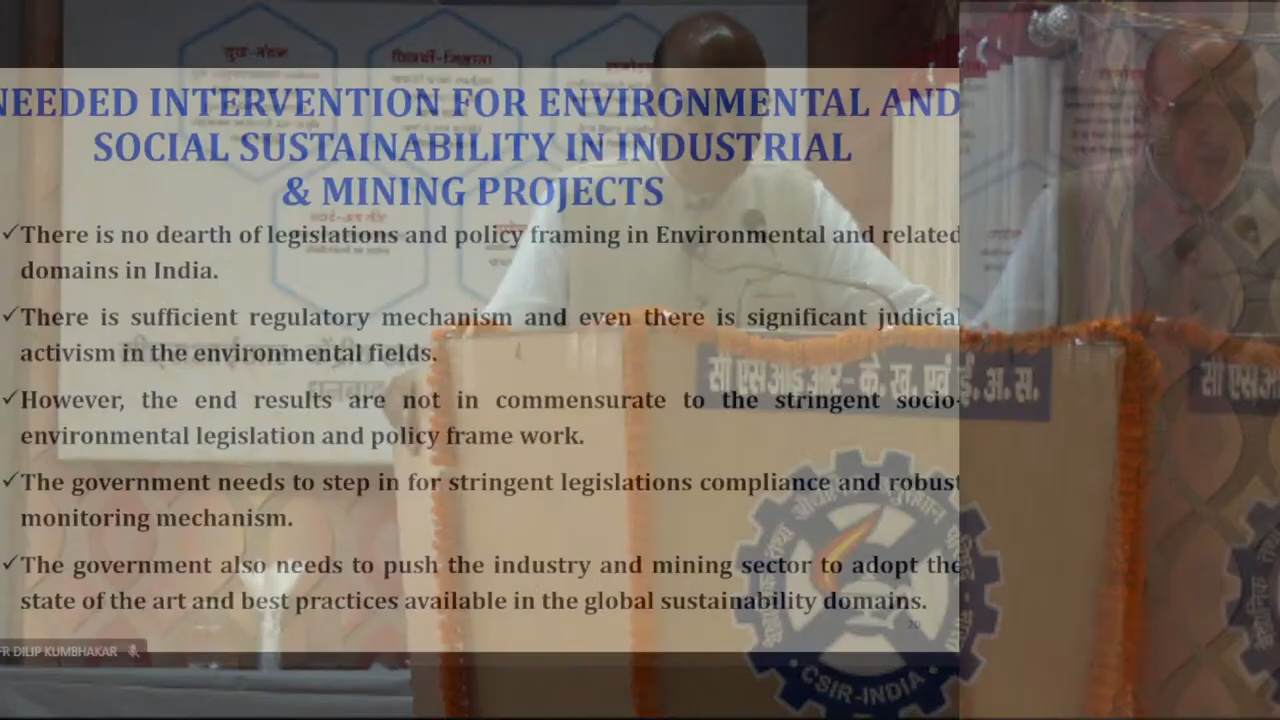 NEEDED INTERVENTION FOR ENVIRONMENTAL AND
SOCIAL SUSTAINABILITY IN INDUSTRIAL
& MINING PROJECTS
✓There is no dearth of legislations and policy framing in Environmental and related
domains in India.
✓There is sufficient regulatory mechanism and even there is significant judicial
activism in the environmental fields.
✓However, the end results are not in commensurate to the stringent socio-
environmental legislation and policy frame work.
✓The government needs to step in for stringent legislations compliance and robust
monitoring mechanism.
✓The government also needs to push the industry and mining sector to adopt the
state of the art and best practices available in the global sustainability domains.
20
DILIP KUMBHAKAR
सी एस आई आर- के. ख. एवं ई. अ. स.
सी एस
CSIR-INDIA